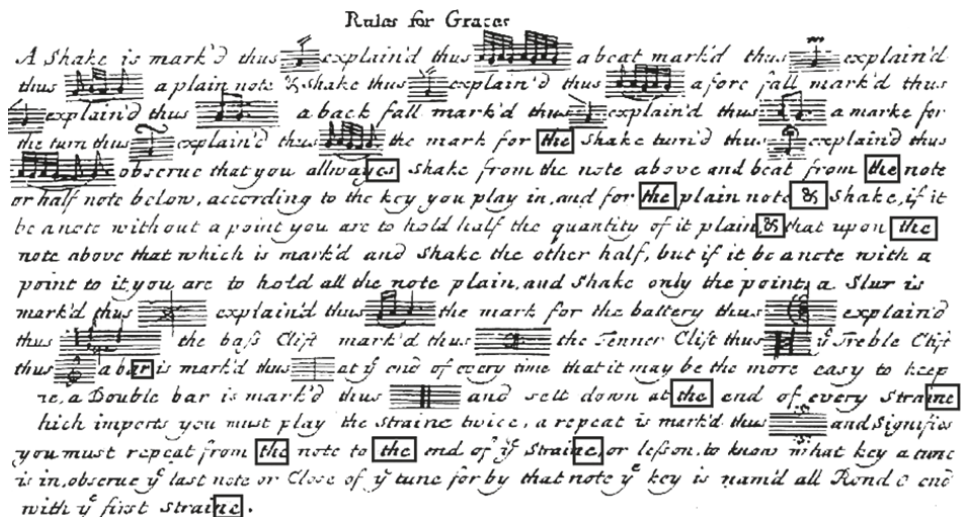 Rules for Graces
A Shake is mark'd thus explain'd thus a beat mark'd thus explain'd
thus a plain note & Shake thus explain'd thus a fore fall mark'd thus
explain'd thus a back fall mark'd thus explain'd thus a marke for
the turn thus explain'd thus the mark for the Shake turn'd thus explain'd thus
observe that you allwayes Shake from the note above and beat from the note
or half note below, according to the key you play in, and for the plain note & Shake, if it
be a note without a point you are to hold half the quantity of it plain & that upon the
note above that which is mark'd and Shake the other half, but if it be a note with a
point to it you are to hold all the note plain, and Shake only the point, a Slur is
mark'd thus explain'd thus the mark for the battery thus explain'd
thus the baſs Clift mark'd thus the Tenner Clift thus yͤ Treble Clift
thus a bar is mark'd thus at yͤ end of every time that it may be the more easy to keep
, a Double bar is mark'd thus and sett down at the end of every Straine
hich imports you must play the Straine twice, a repeat is mark'd thus and Signifies
you must repeat from the note to the end of yͤ Straine, or leſson, to know what key a tune
is in, observe yͤ last note or Close of yͤ tune for by that note yͤ key is nam'd all Rond end
with yͤ first Straine.